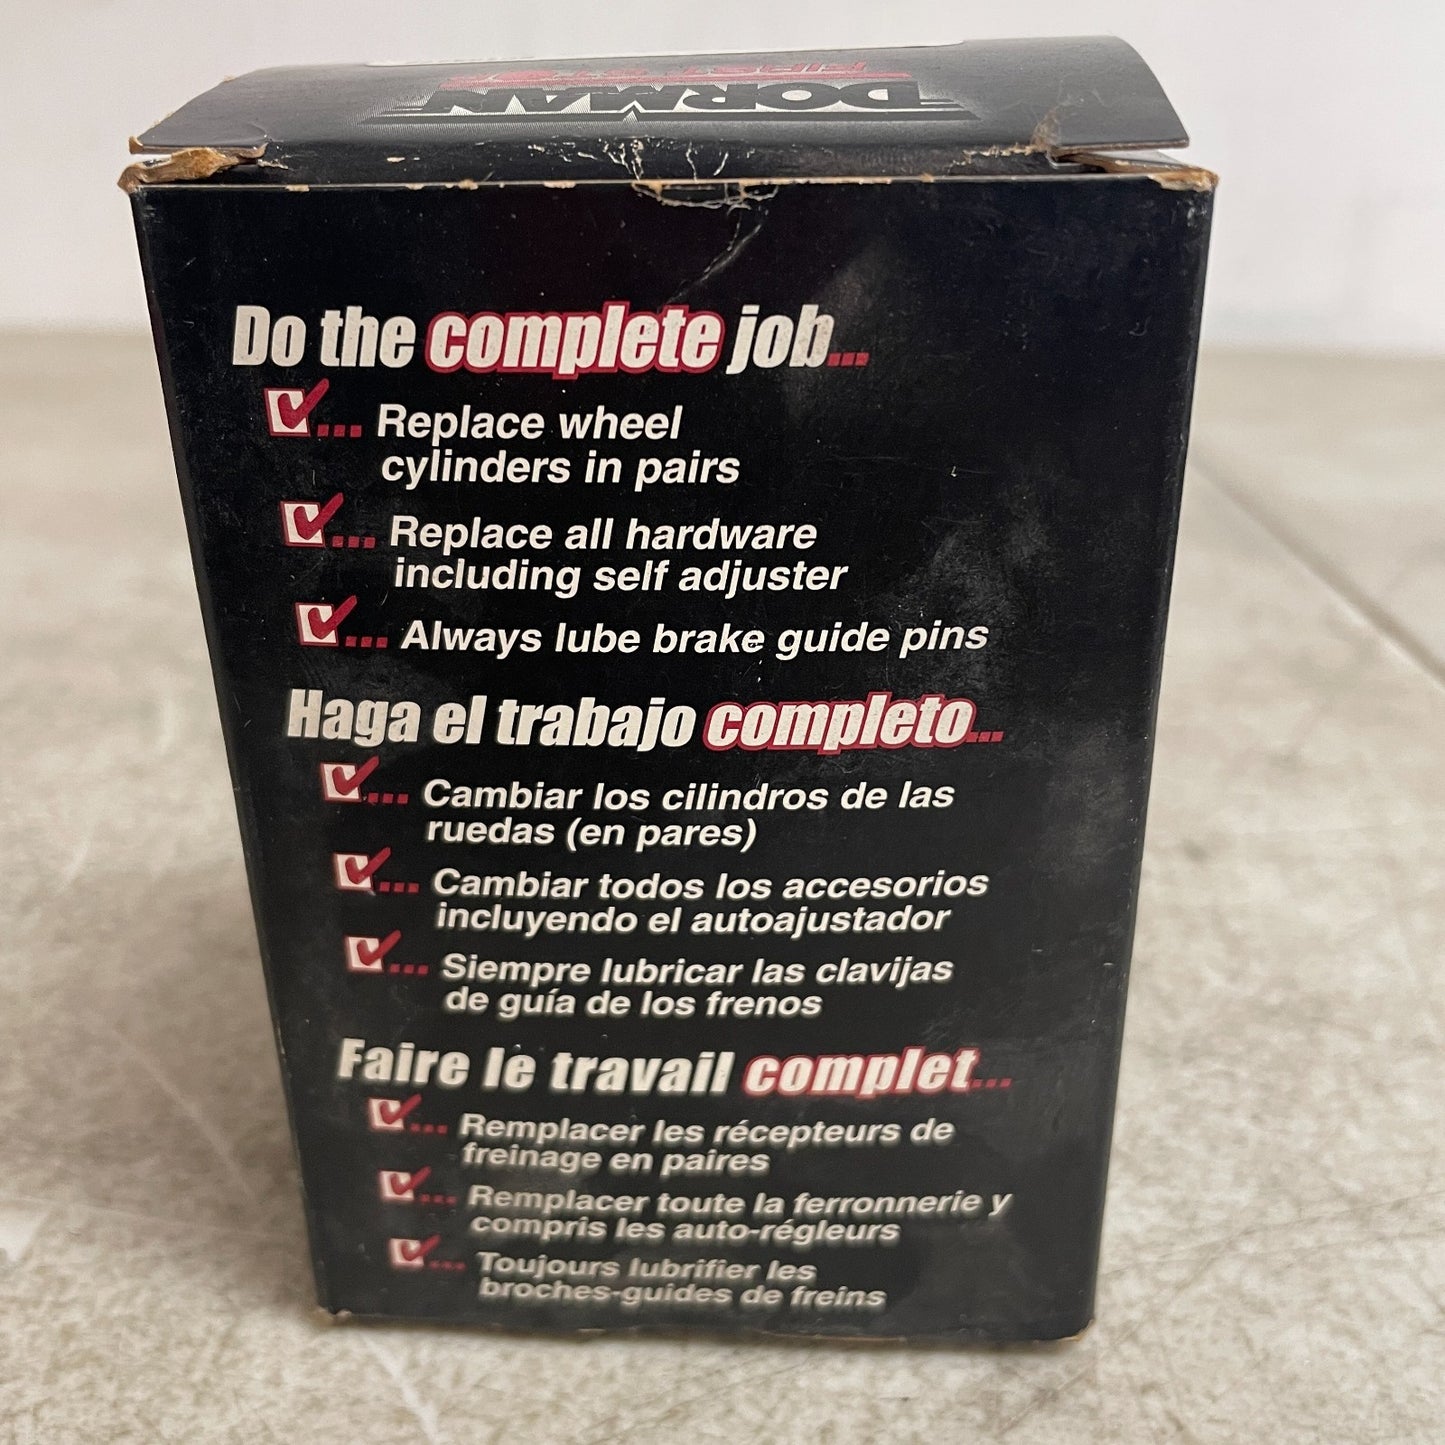 DORMAN
FIRST STOP
Do the complete job...
... Replace wheel
cylinders in pairs
... Replace all hardware
including self adjuster
... Always lube brake guide pins
Haga el trabajo completo...
... Cambiar los cilindros de las
ruedas (en pares)
... Cambiar todos los accesorios
incluyendo el autoajustador
... Siempre lubricar las clavijas
de guía de los frenos
Faire le travail complet...
... Remplacer les récepteurs de
freinage en paires
... Remplacer toute la ferronnerie y
compris les auto-régleurs
... Toujours lubrifier les
broches-guides de freins